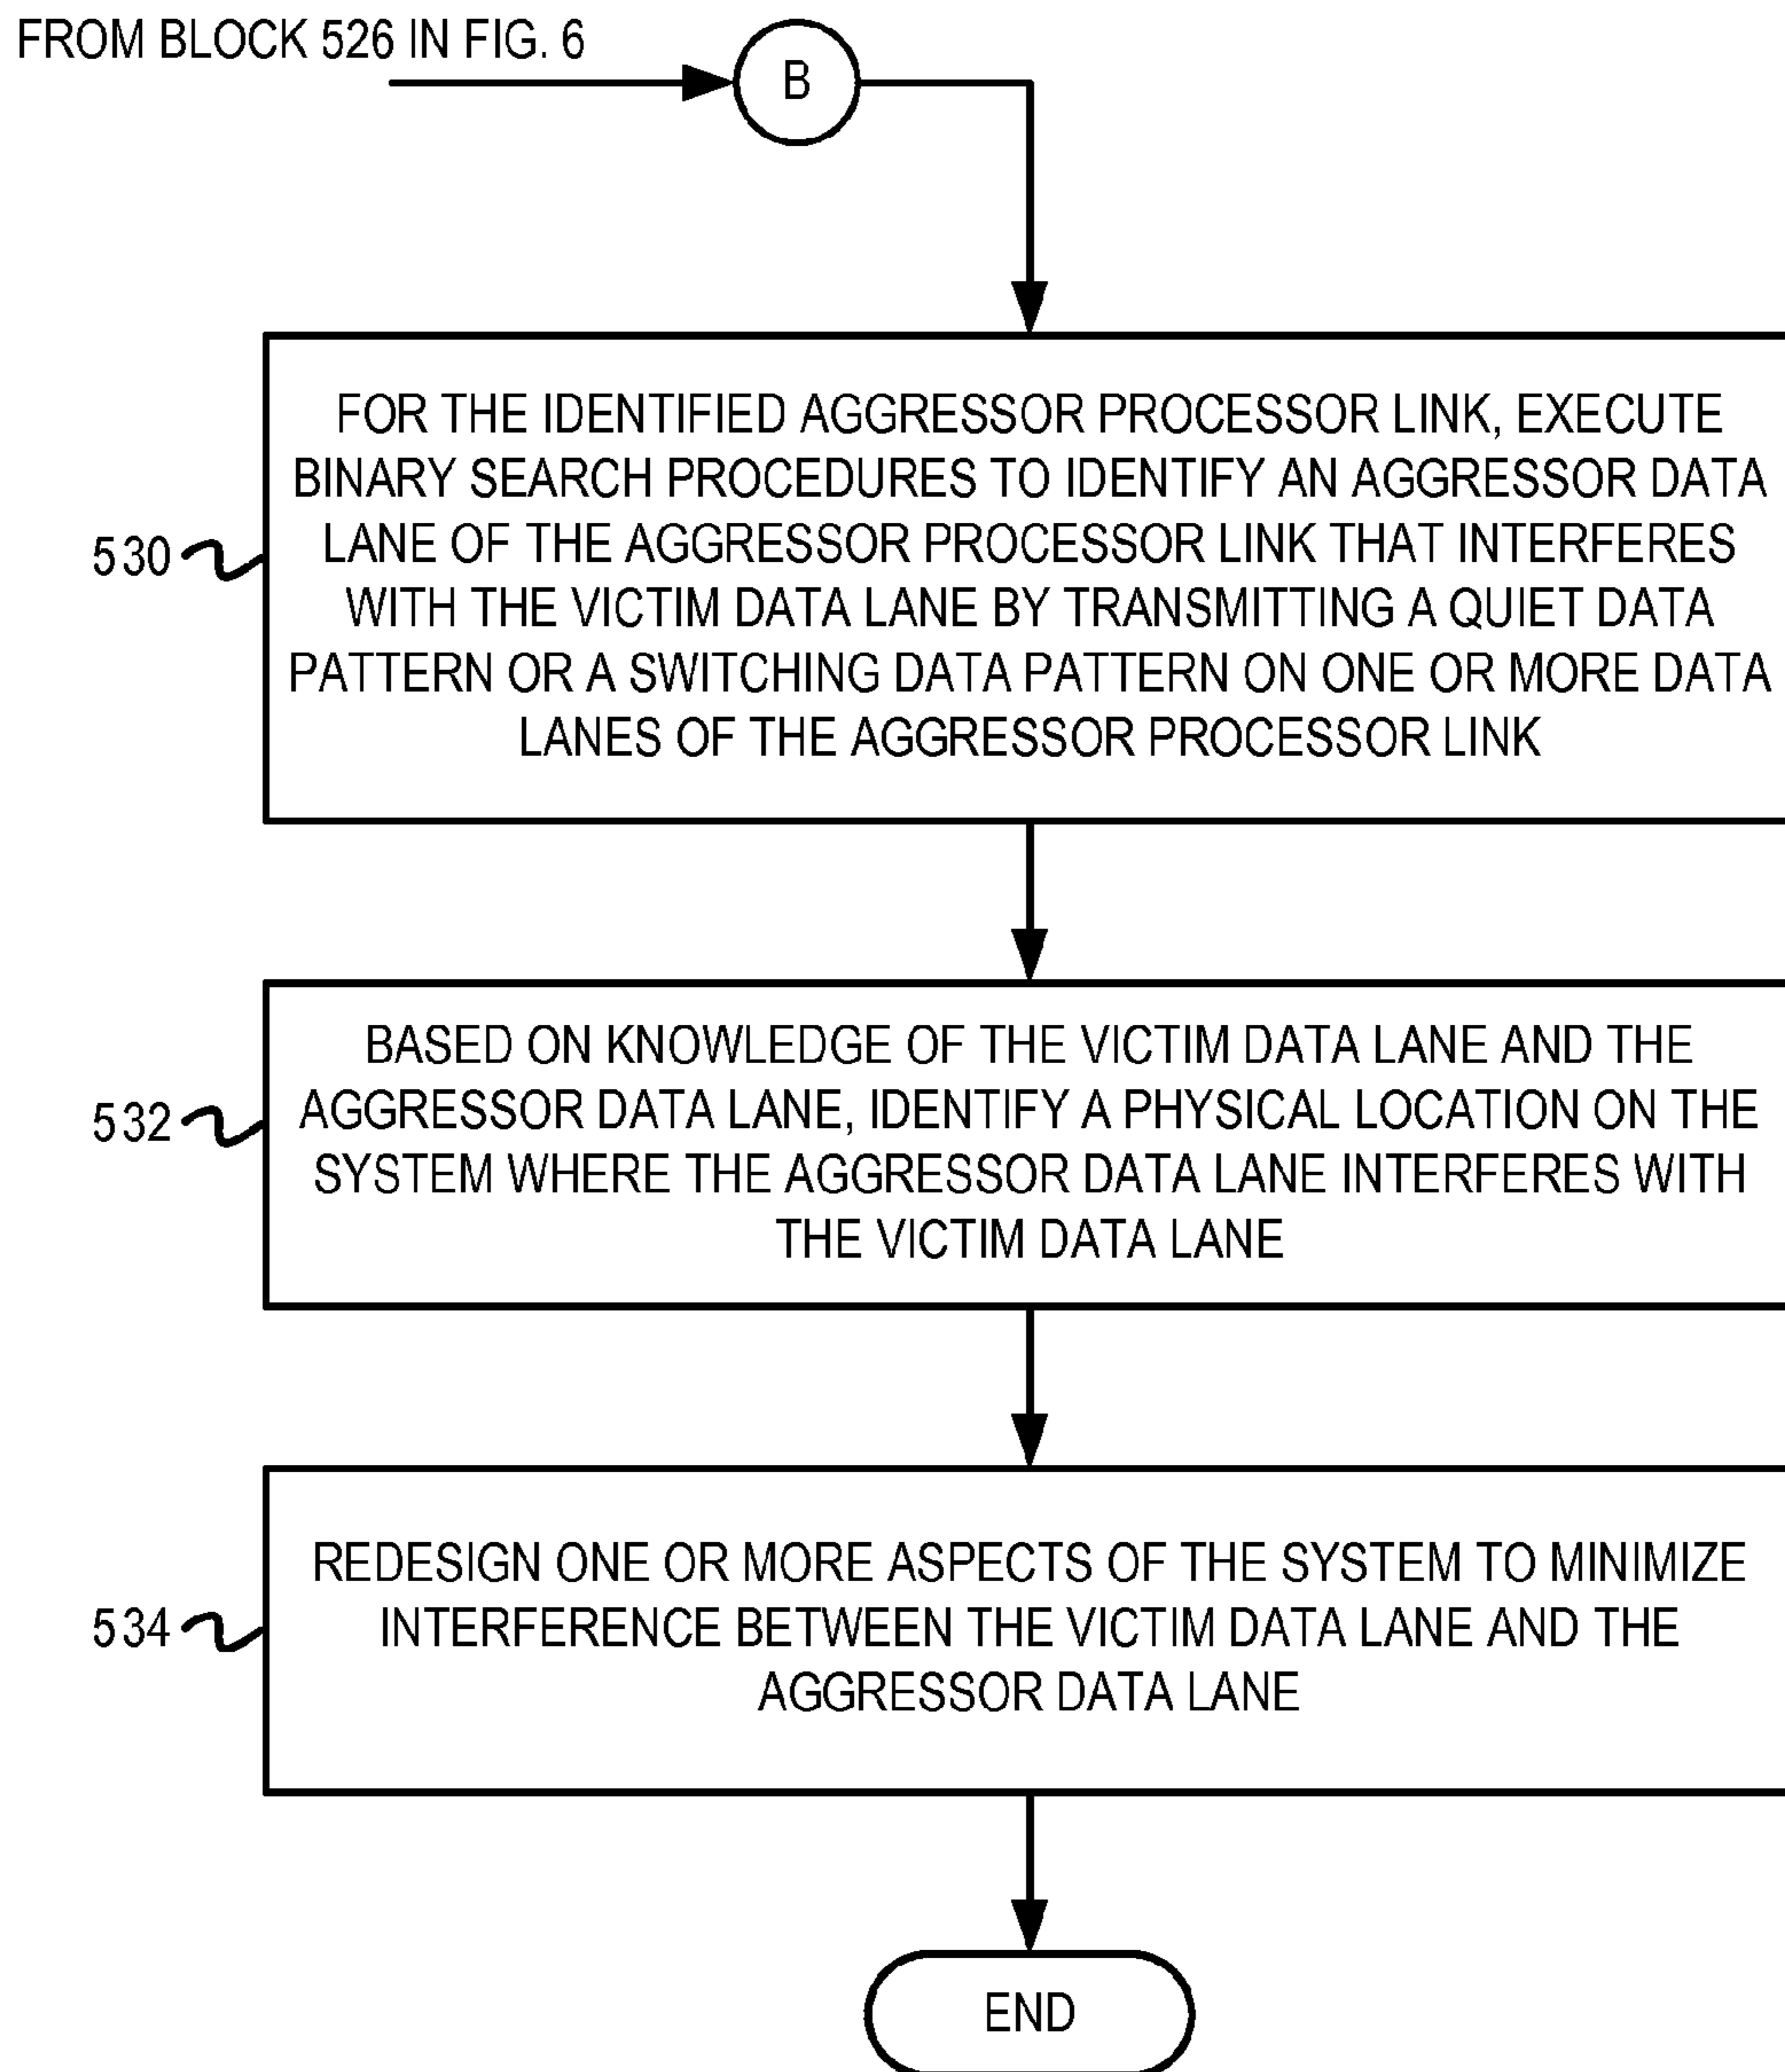 FROM BLOCK 526 IN FIG. 6
B
FOR THE IDENTIFIED AGGRESSOR PROCESSOR LINK, EXECUTE
BINARY SEARCH PROCEDURES TO IDENTIFY AN AGGRESSOR DATA
LANE OF THE AGGRESSOR PROCESSOR LINK THAT INTERFERES
WITH THE VICTIM DATA LANE BY TRANSMITTING A QUIET DATA
PATTERN OR A SWITCHING DATA PATTERN ON ONE OR MORE DATA
LANES OF THE AGGRESSOR PROCESSOR LINK
530
BASED ON KNOWLEDGE OF THE VICTIM DATA LANE AND THE
AGGRESSOR DATA LANE, IDENTIFY A PHYSICAL LOCATION ON THE
SYSTEM WHERE THE AGGRESSOR DATA LANE INTERFERES WITH
THE VICTIM DATA LANE
532
REDESIGN ONE OR MORE ASPECTS OF THE SYSTEM TO MINIMIZE
INTERFERENCE BETWEEN THE VICTIM DATA LANE AND THE
AGGRESSOR DATA LANE
534
END